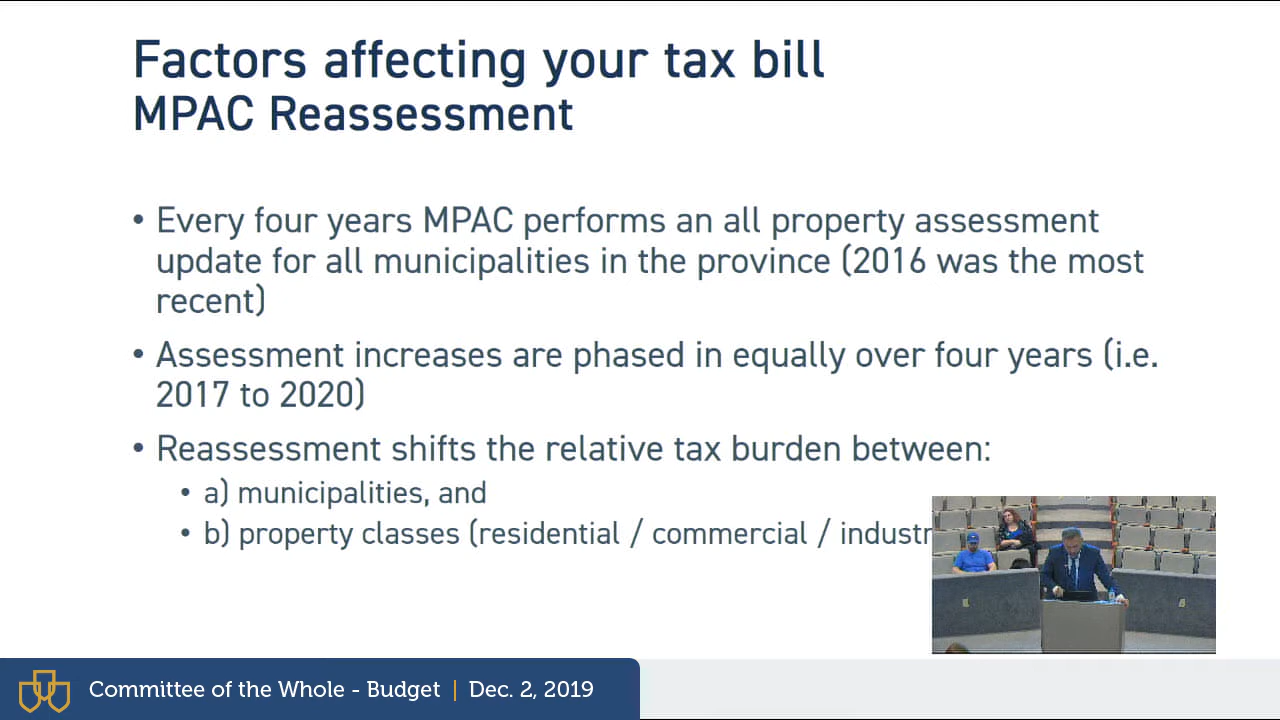 Factors affecting your tax bill
MPAC Reassessment
• Every four years MPAC performs an all property assessment
update for all municipalities in the province (2016 was the most
recent)
• Assessment increases are phased in equally over four years (i.e.
2017 to 2020)
• Reassessment shifts the relative tax burden between:
• a) municipalities, and
• b) property classes (residential / commercial / industr
Committee of the Whole - Budget | Dec. 2, 2019